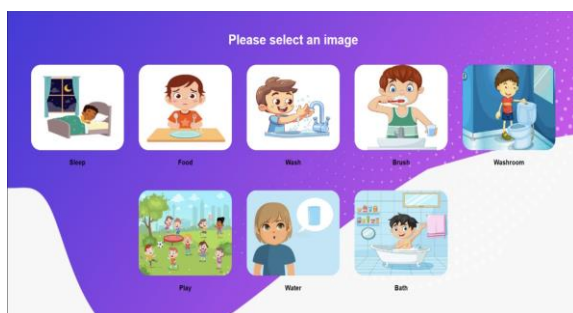 Please select an image
Sleep
Food
Wash
Brush
Washroom
Play
Water
Bath